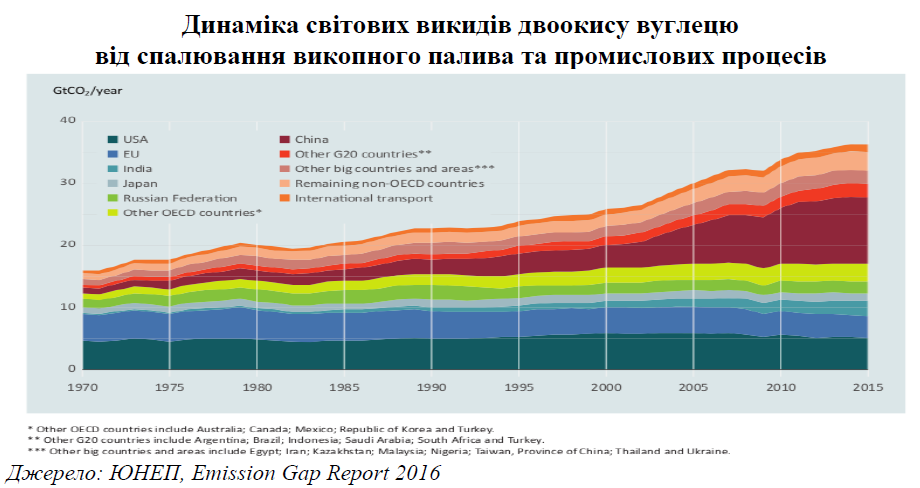 Динаміка світових викидів двоокису вуглецю
від спалювання викопного палива та промислових процесів
GtCO₂/year
40
30
20
10
0
USA
EU
India
Japan
Russian Federation
Other OECD countries*
China
Other G20 countries**
Other big countries and areas***
Remaining non-OECD countries
International transport
1970 1975 1980 1985 1990 1995 2000 2005 2010 2015
* Other OECD countries include Australia; Canada; Mexico; Republic of Korea and Turkey.
** Other G20 countries include Argentina; Brazil; Indonesia; Saudi Arabia; South Africa and Turkey.
*** Other big countries and areas include Egypt; Iran; Kazakhstan; Malaysia; Nigeria; Taiwan, Province of China; Thailand and Ukraine.
Джерело: ЮНЕП, Emission Gap Report 2016